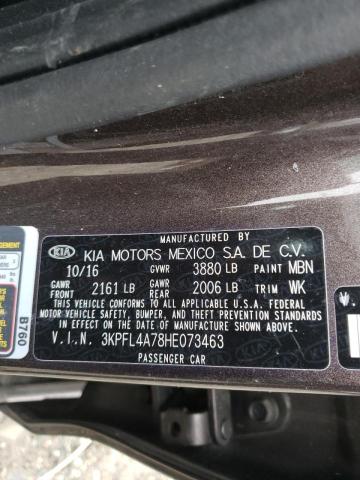 MANUFACTURED BY
KIA KIA MOTORS MEXICO S.A. DE C.V.
10/16 GVWR 3880 LB PAINT MBN
GAWR FRONT 2161 LB GAWR REAR 2006 LB TRIM WK
THIS VEHICLE CONFORMS TO ALL APPLICABLE U.S.A. FEDERAL
MOTOR VEHICLE SAFETY, BUMPER, AND THEFT PREVENTION STANDARDS
IN EFFECT ON THE DATE OF MANUFACTURE SHOWN ABOVE.
V.I.N. 3KPFL4A78HE073463
PASSENGER CAR
B760